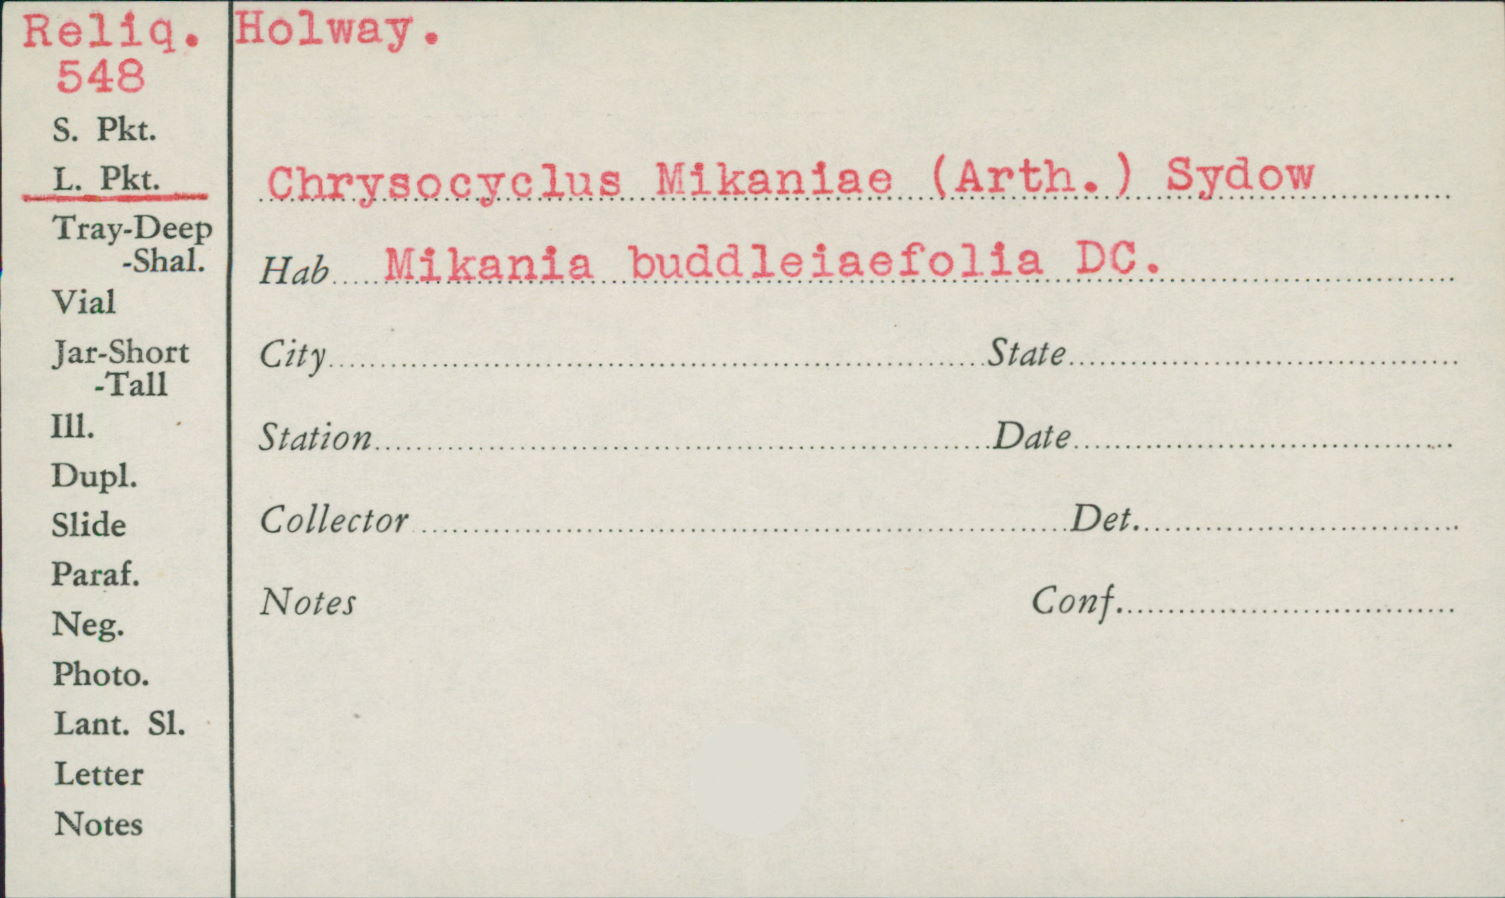 Reliq. Holway.
548
S. Pkt.
L. Pkt.
Tray-Deep
-Shal.
Vial
Jar-Short
-Tall
Ill.
Dupl.
Slide
Paraf.
Neg.
Photo.
Lant. Sl.
Letter
Notes
Chrysocyclus Mikaniae (Arth.) Sydow
Hab. Mikania buddleiaefolia DC.
City State
Station Date
Collector Det.
Notes Conf.